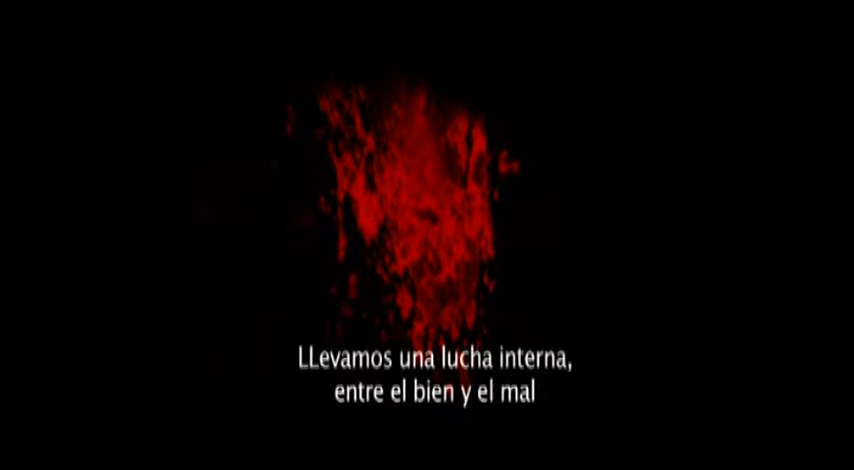 LLevamos una lucha interna,
entre el bien y el mal